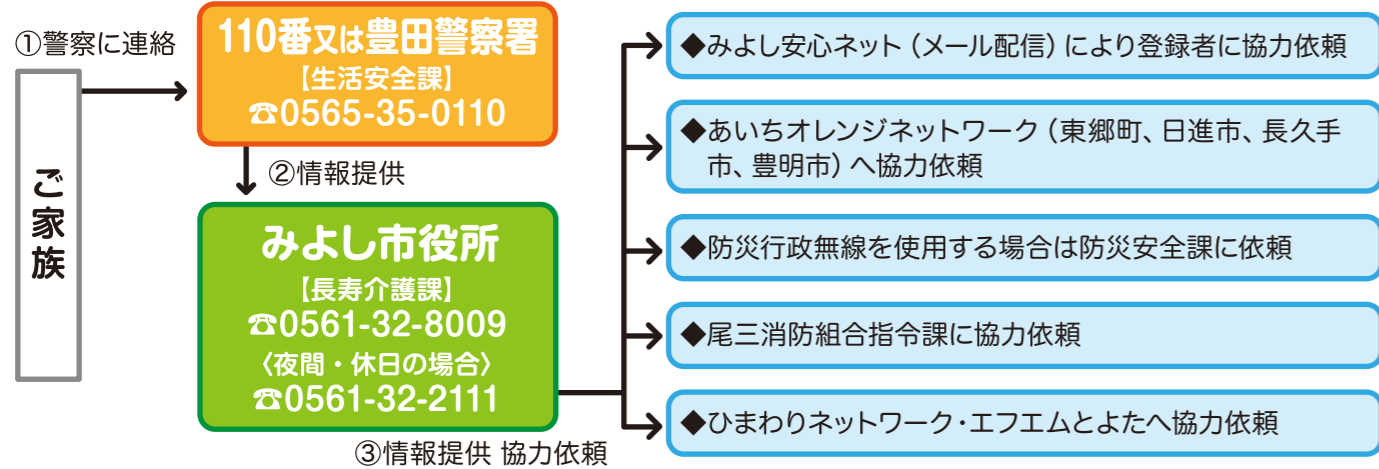 ①警察に連絡
ご家族
110番又は豊田警察署
【生活安全課】
☎0565-35-0110
②情報提供
みよし市役所
【長寿介護課】
☎0561-32-8009
〈夜間・休日の場合〉
☎0561-32-2111
③情報提供 協力依頼
◆みよし安心ネット（メール配信）により登録者に協力依頼
◆あいちオレンジネットワーク（東郷町、日進市、長久手
市、豊明市）へ協力依頼
◆防災行政無線を使用する場合は防災安全課に依頼
◆尾三消防組合指令課に協力依頼
◆ひまわりネットワーク・エフエムとよたへ協力依頼